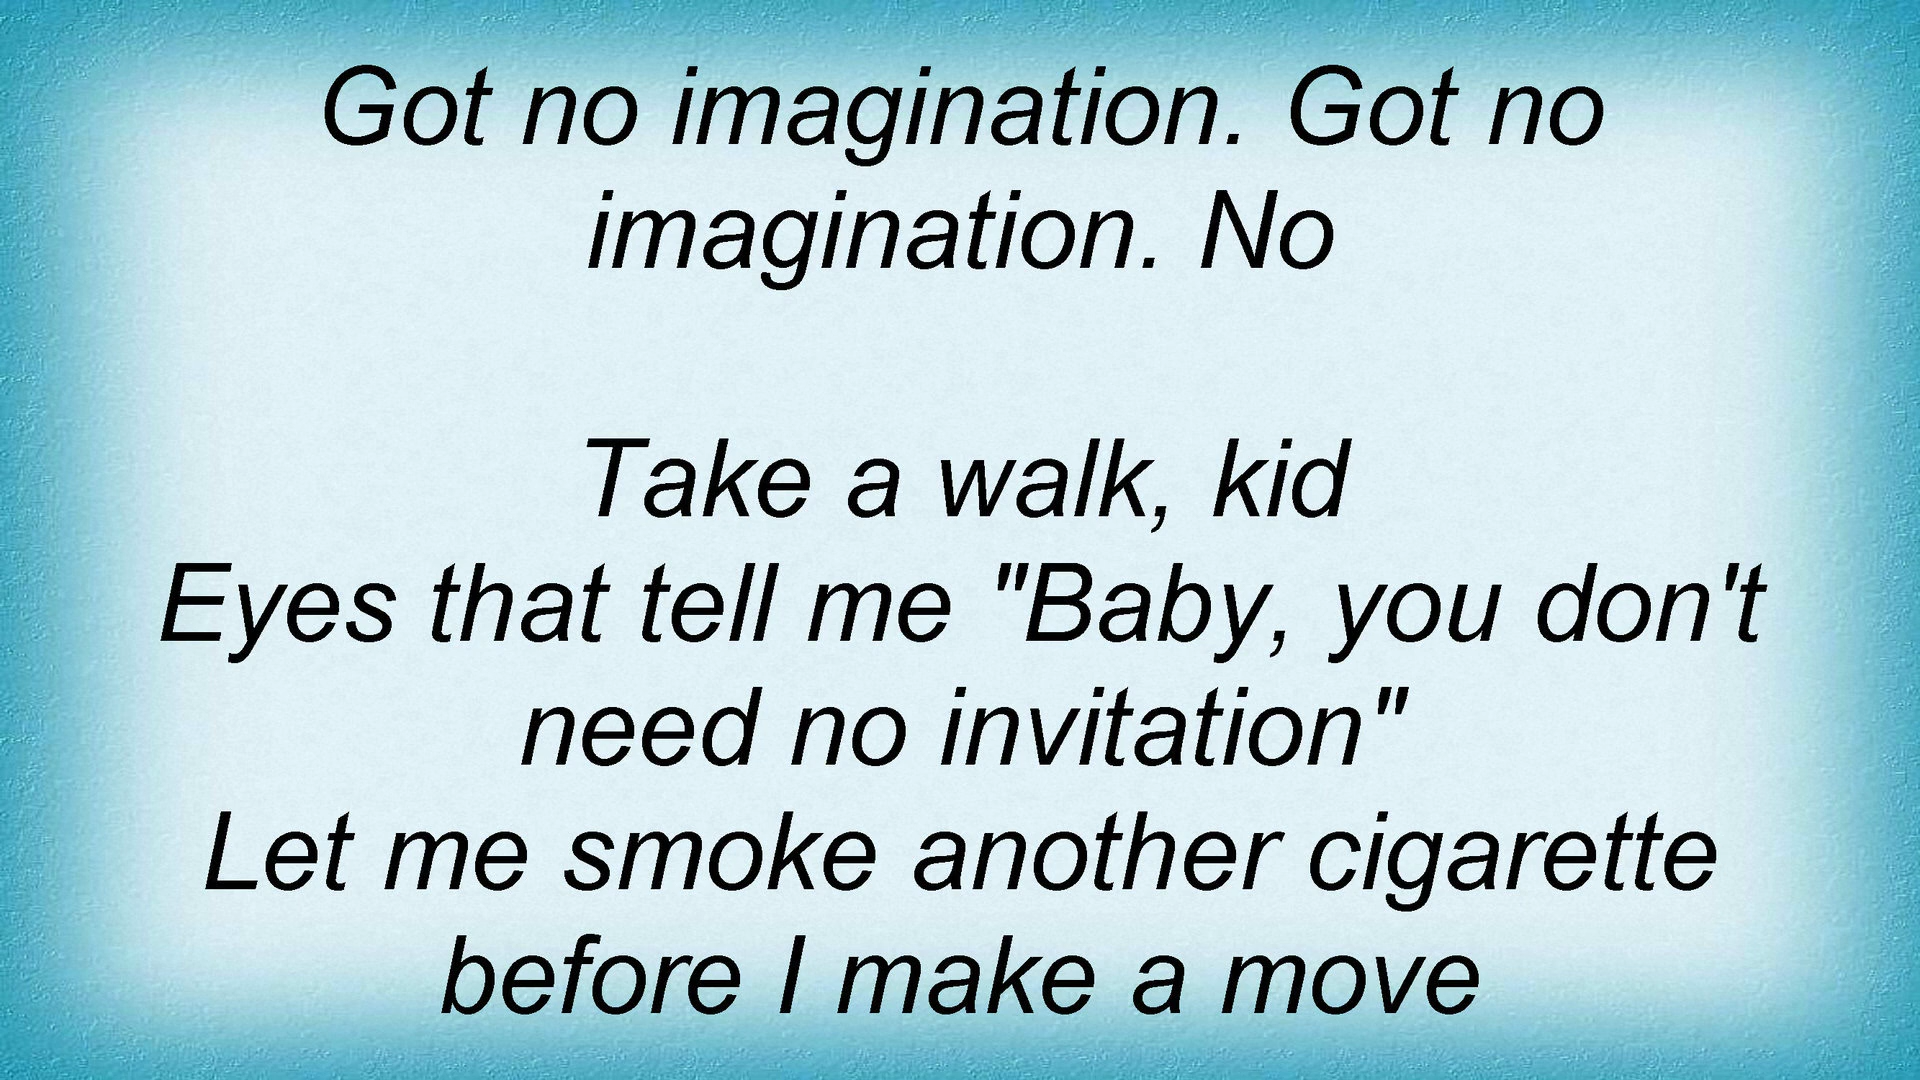 Got no imagination. Got no
imagination. No
Take a walk, kid
Eyes that tell me "Baby, you don't
need no invitation"
Let me smoke another cigarette
before I make a move